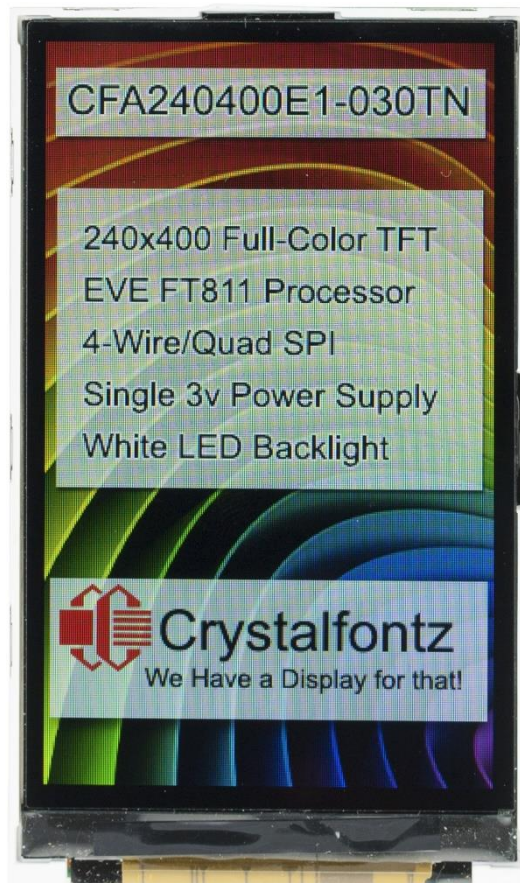 CFA240400E1-030TN
240x400 Full-Color TFT
EVE FT811 Processor
4-Wire/Quad SPI
Single 3v Power Supply
White LED Backlight
Crystalfontz
We Have a Display for that!